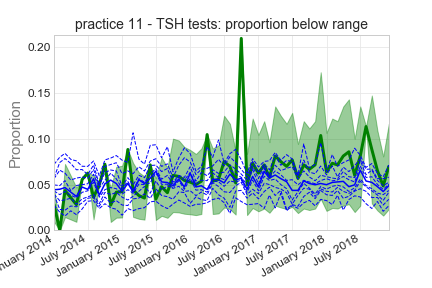 practice 11 - TSH tests: proportion below range
Proportion
0.20
0.15
0.10
0.05
0.00
nuary 2014
July 2014
January 2015
July 2015
January 2016
July 2016
January 2017
July 2017
January 2018
July 2018